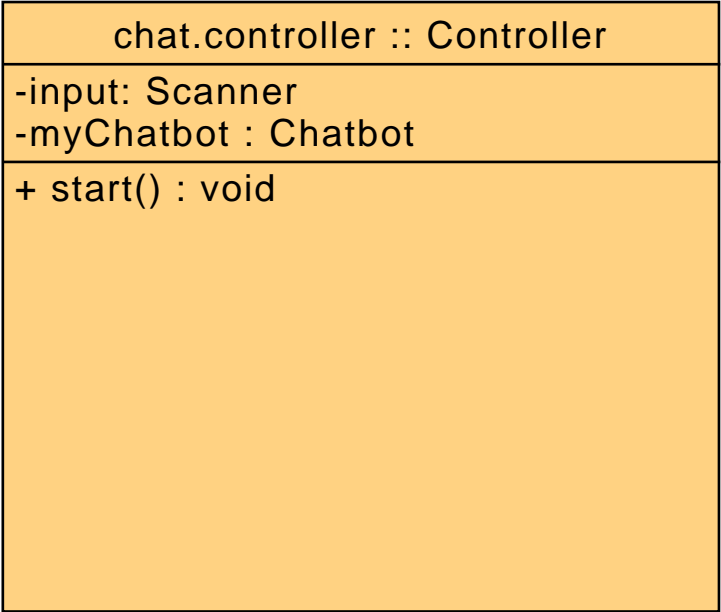 chat.controller :: Controller
-input: Scanner
-myChatbot : Chatbot
+ start() : void